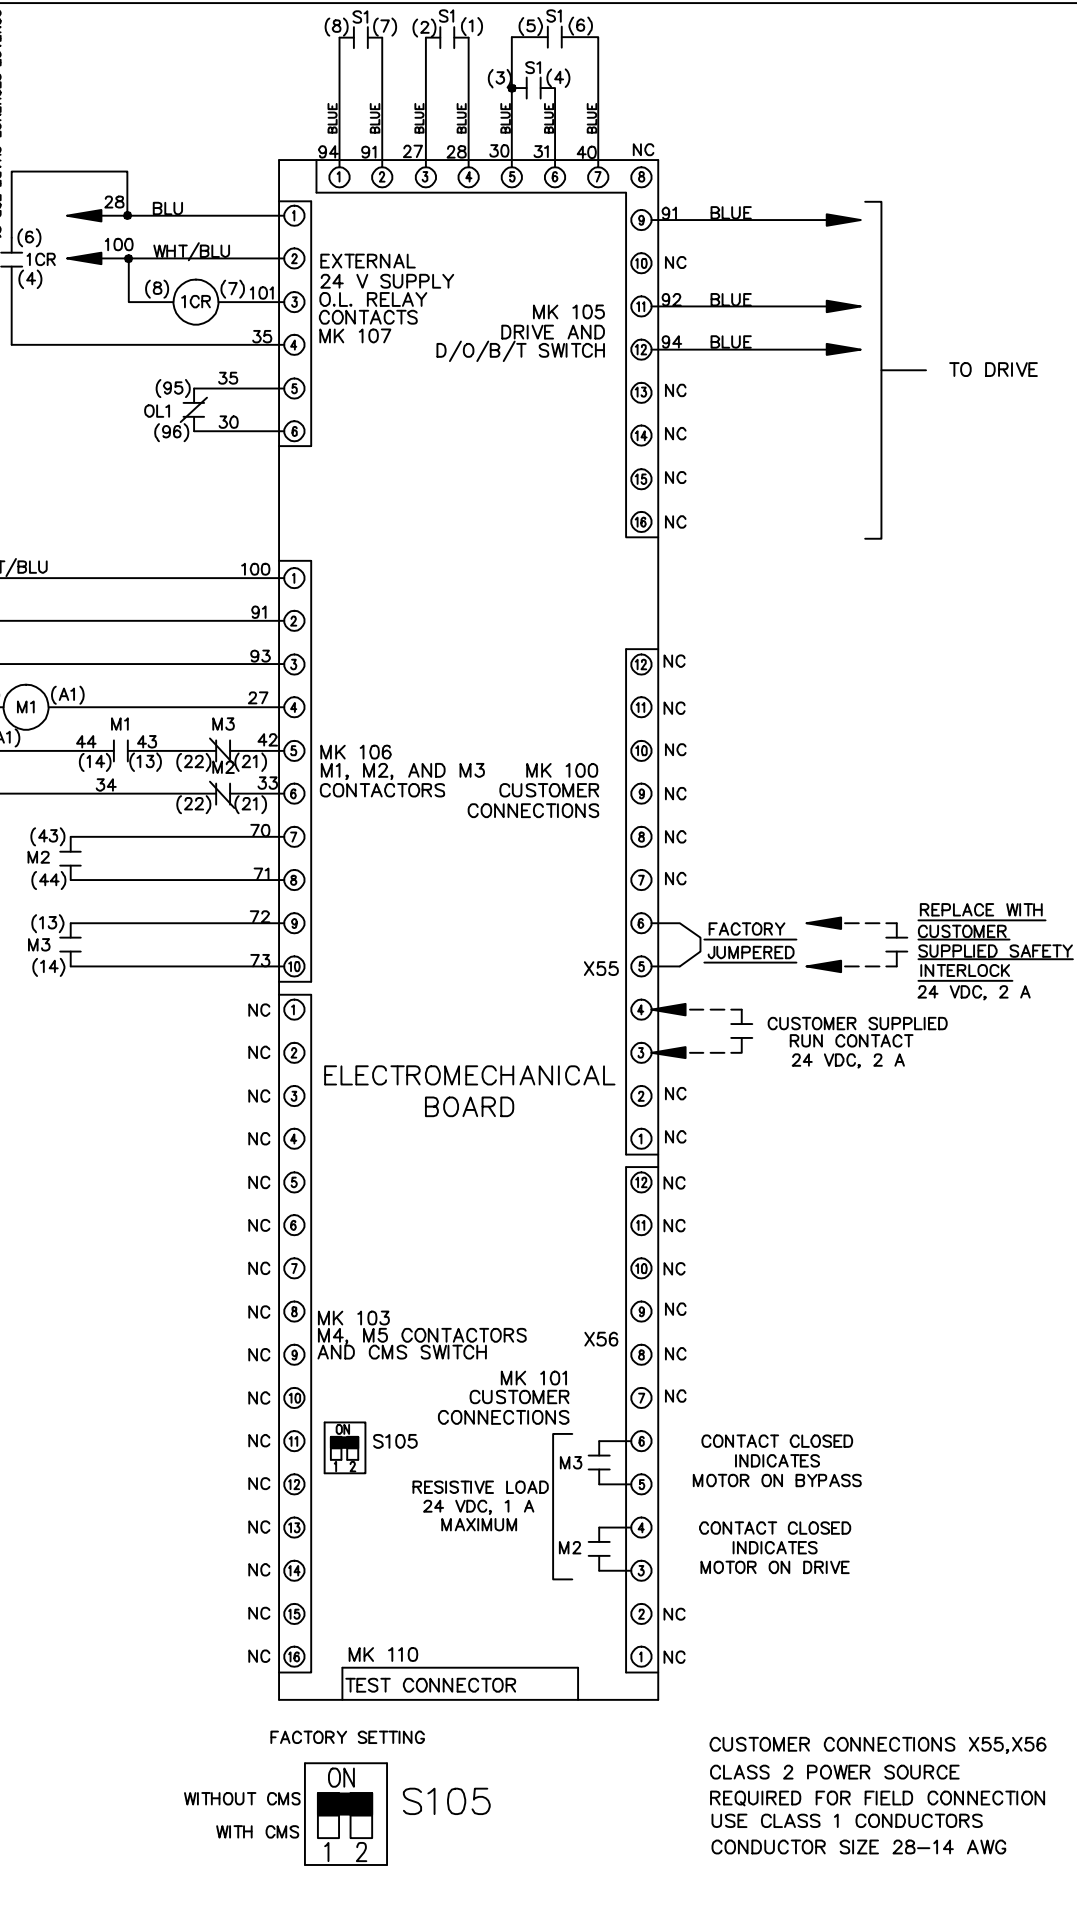 S1 S1 S1
(8) (7) (2) (1) (5) (6)
S1
(3) (4)
BLUE BLUE BLUE BLUE BLUE BLUE BLUE
94 91 27 28 30 31 40 NC
1 2 3 4 5 6 7 8
28 BLU 1
9 91 BLUE
(6)
1CR
(4)
100 WHT/BLU 2
10 NC
(8) 1CR (7) 101 3
11 92 BLUE
35 4
12 94 BLUE
EXTERNAL
24 V SUPPLY
O.L. RELAY
CONTACTS
MK 107
MK 105
DRIVE AND
D/O/B/T SWITCH
TO DRIVE
(95) 35 5
OL1
(96) 30 6
13 NC
14 NC
15 NC
16 NC
T/BLU 100 1
91 2
93 3
M1 (A1) 27 4
A1) 44 M1 43 M3 42 5
(14) (13) (22) (21)
34 M2 33 6
(22) (21)
(43) 70 7
M2
(44) 71 8
(13) 72 9
M3
(14) 73 10
MK 106
M1, M2, AND M3
CONTACTORS
MK 100
CUSTOMER
CONNECTIONS
12 NC
11 NC
10 NC
9 NC
8 NC
7 NC
6
X55 5
FACTORY
JUMPERED
REPLACE WITH
CUSTOMER
SUPPLIED SAFETY
INTERLOCK
24 VDC, 2 A
4
3
CUSTOMER SUPPLIED
RUN CONTACT
24 VDC, 2 A
2 NC
1 NC
ELECTROMECHANICAL
BOARD
NC 1
NC 2
NC 3
NC 4
NC 5
NC 6
NC 7
NC 8
NC 9
NC 10
NC 11
NC 12
NC 13
NC 14
NC 15
NC 16
MK 103
M4, M5 CONTACTORS
AND CMS SWITCH
12 NC
11 NC
10 NC
9 NC
X56
8 NC
7 NC
MK 101
CUSTOMER
CONNECTIONS
ON
1 2
S105
M3 6
5
CONTACT CLOSED
INDICATES
MOTOR ON BYPASS
RESISTIVE LOAD
24 VDC, 1 A
MAXIMUM
M2 4
3
CONTACT CLOSED
INDICATES
MOTOR ON DRIVE
2 NC
1 NC
MK 110
TEST CONNECTOR
FACTORY SETTING
ON
WITHOUT CMS
WITH CMS
1 2
S105
CUSTOMER CONNECTIONS X55,X56
CLASS 2 POWER SOURCE
REQUIRED FOR FIELD CONNECTION
USE CLASS 1 CONDUCTORS
CONDUCTOR SIZE 28–14 AWG